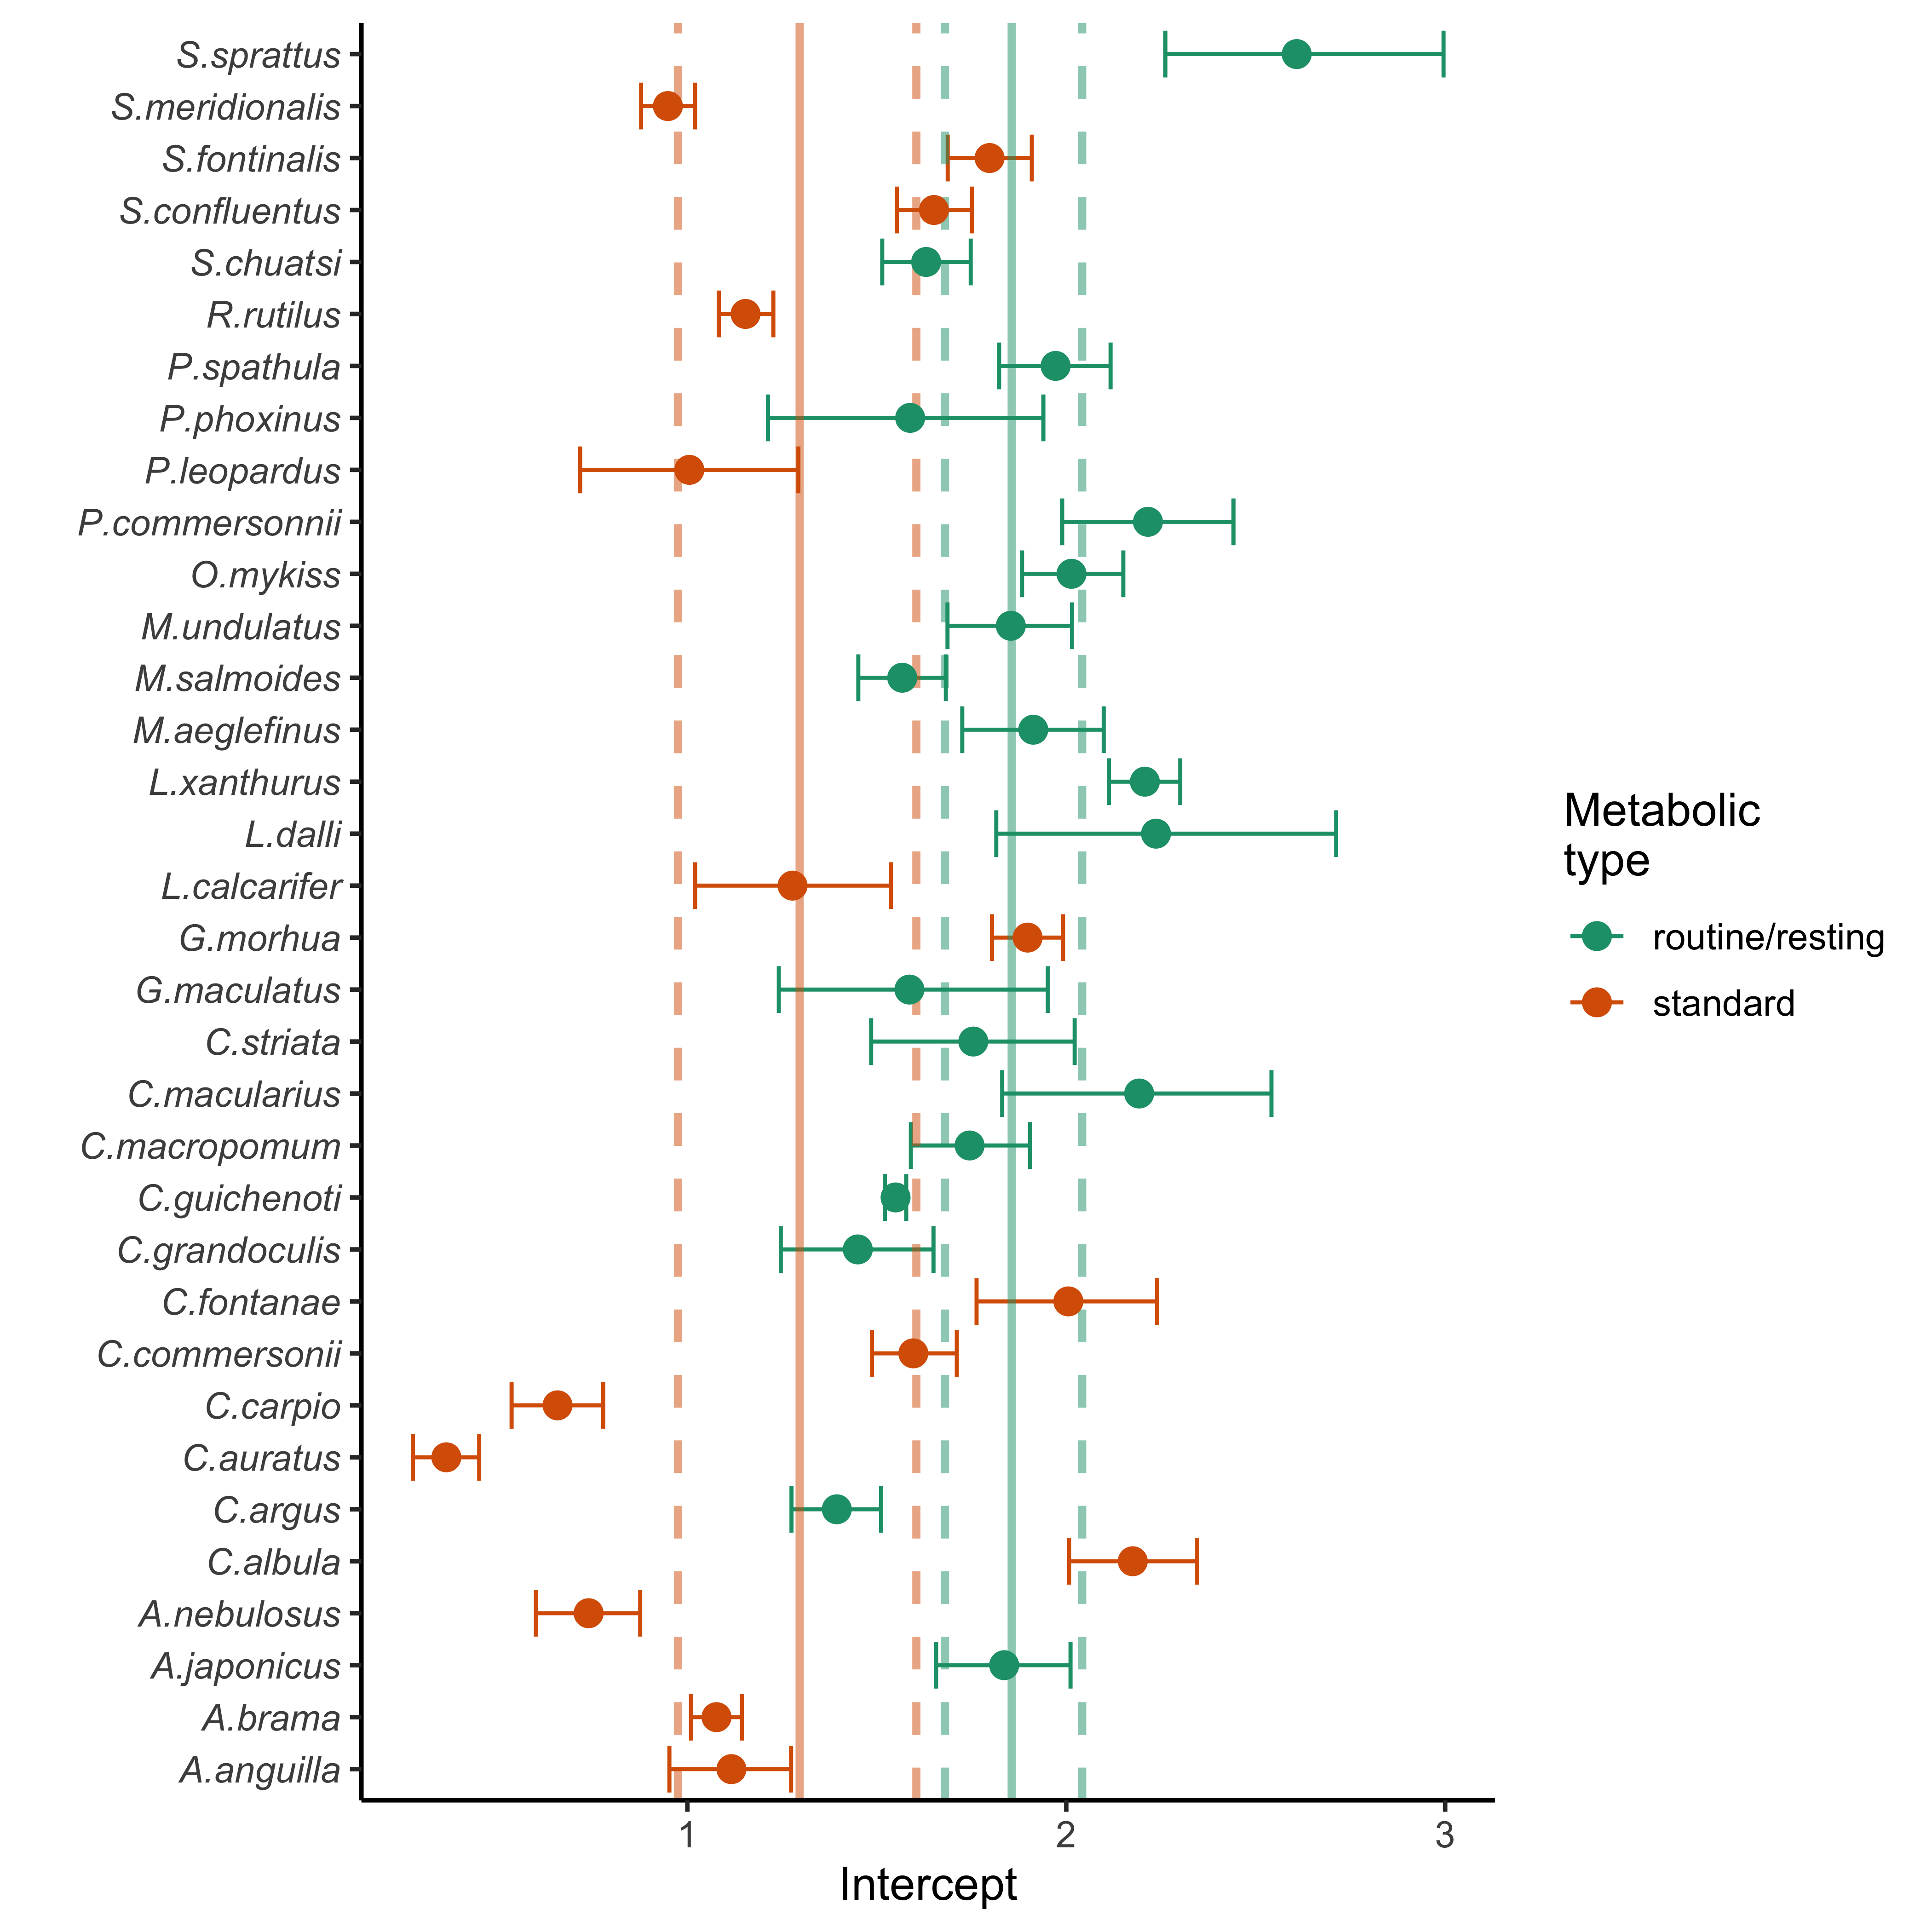 S.sprattus
S.meridionalis
S.fontinalis
S.confluentus
S.chuatsi
R.rutilus
P.spathula
P.phoxinus
P.leopardus
P.commersonnii
O.mykiss
M.undulatus
M.salmoides
M.aeglefinus
L.xanthurus
L.dalli
L.calcarifer
G.morhua
G.maculatus
C.striata
C.macularius
C.macropomum
C.guichenoti
C.grandoculis
C.fontanae
C.commersonii
C.carpio
C.auratus
C.argus
C.albula
A.nebulosus
A.japonicus
A.brama
A.anguilla
1 2 3
Intercept
Metabolic
type
routine/resting
standard